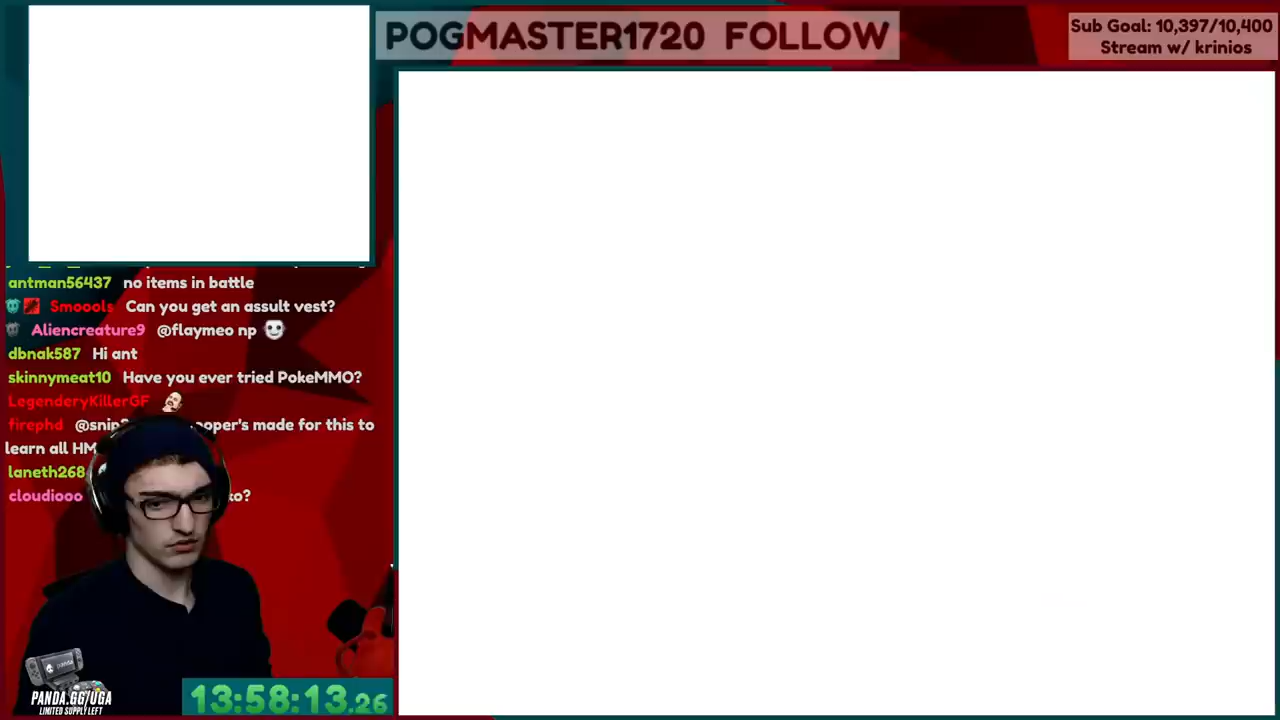 POGMASTER1720 FOLLOW
Sub Goal: 10,397/10,400
Stream w/ krinios
antman56437 no items in battle
Smoools Can you get an assult vest?
Aliencreature9 @flaymeo np
dbnak587 Hi ant
skinnymeat10 Have you ever tried PokeMMO?
LegenderyKillerGF
firephd made for this to
learn all HM
laneth268
cloudiooo
PANDA.GG/UGA
LIMITED SUPPLY LEFT
13:58:13.26